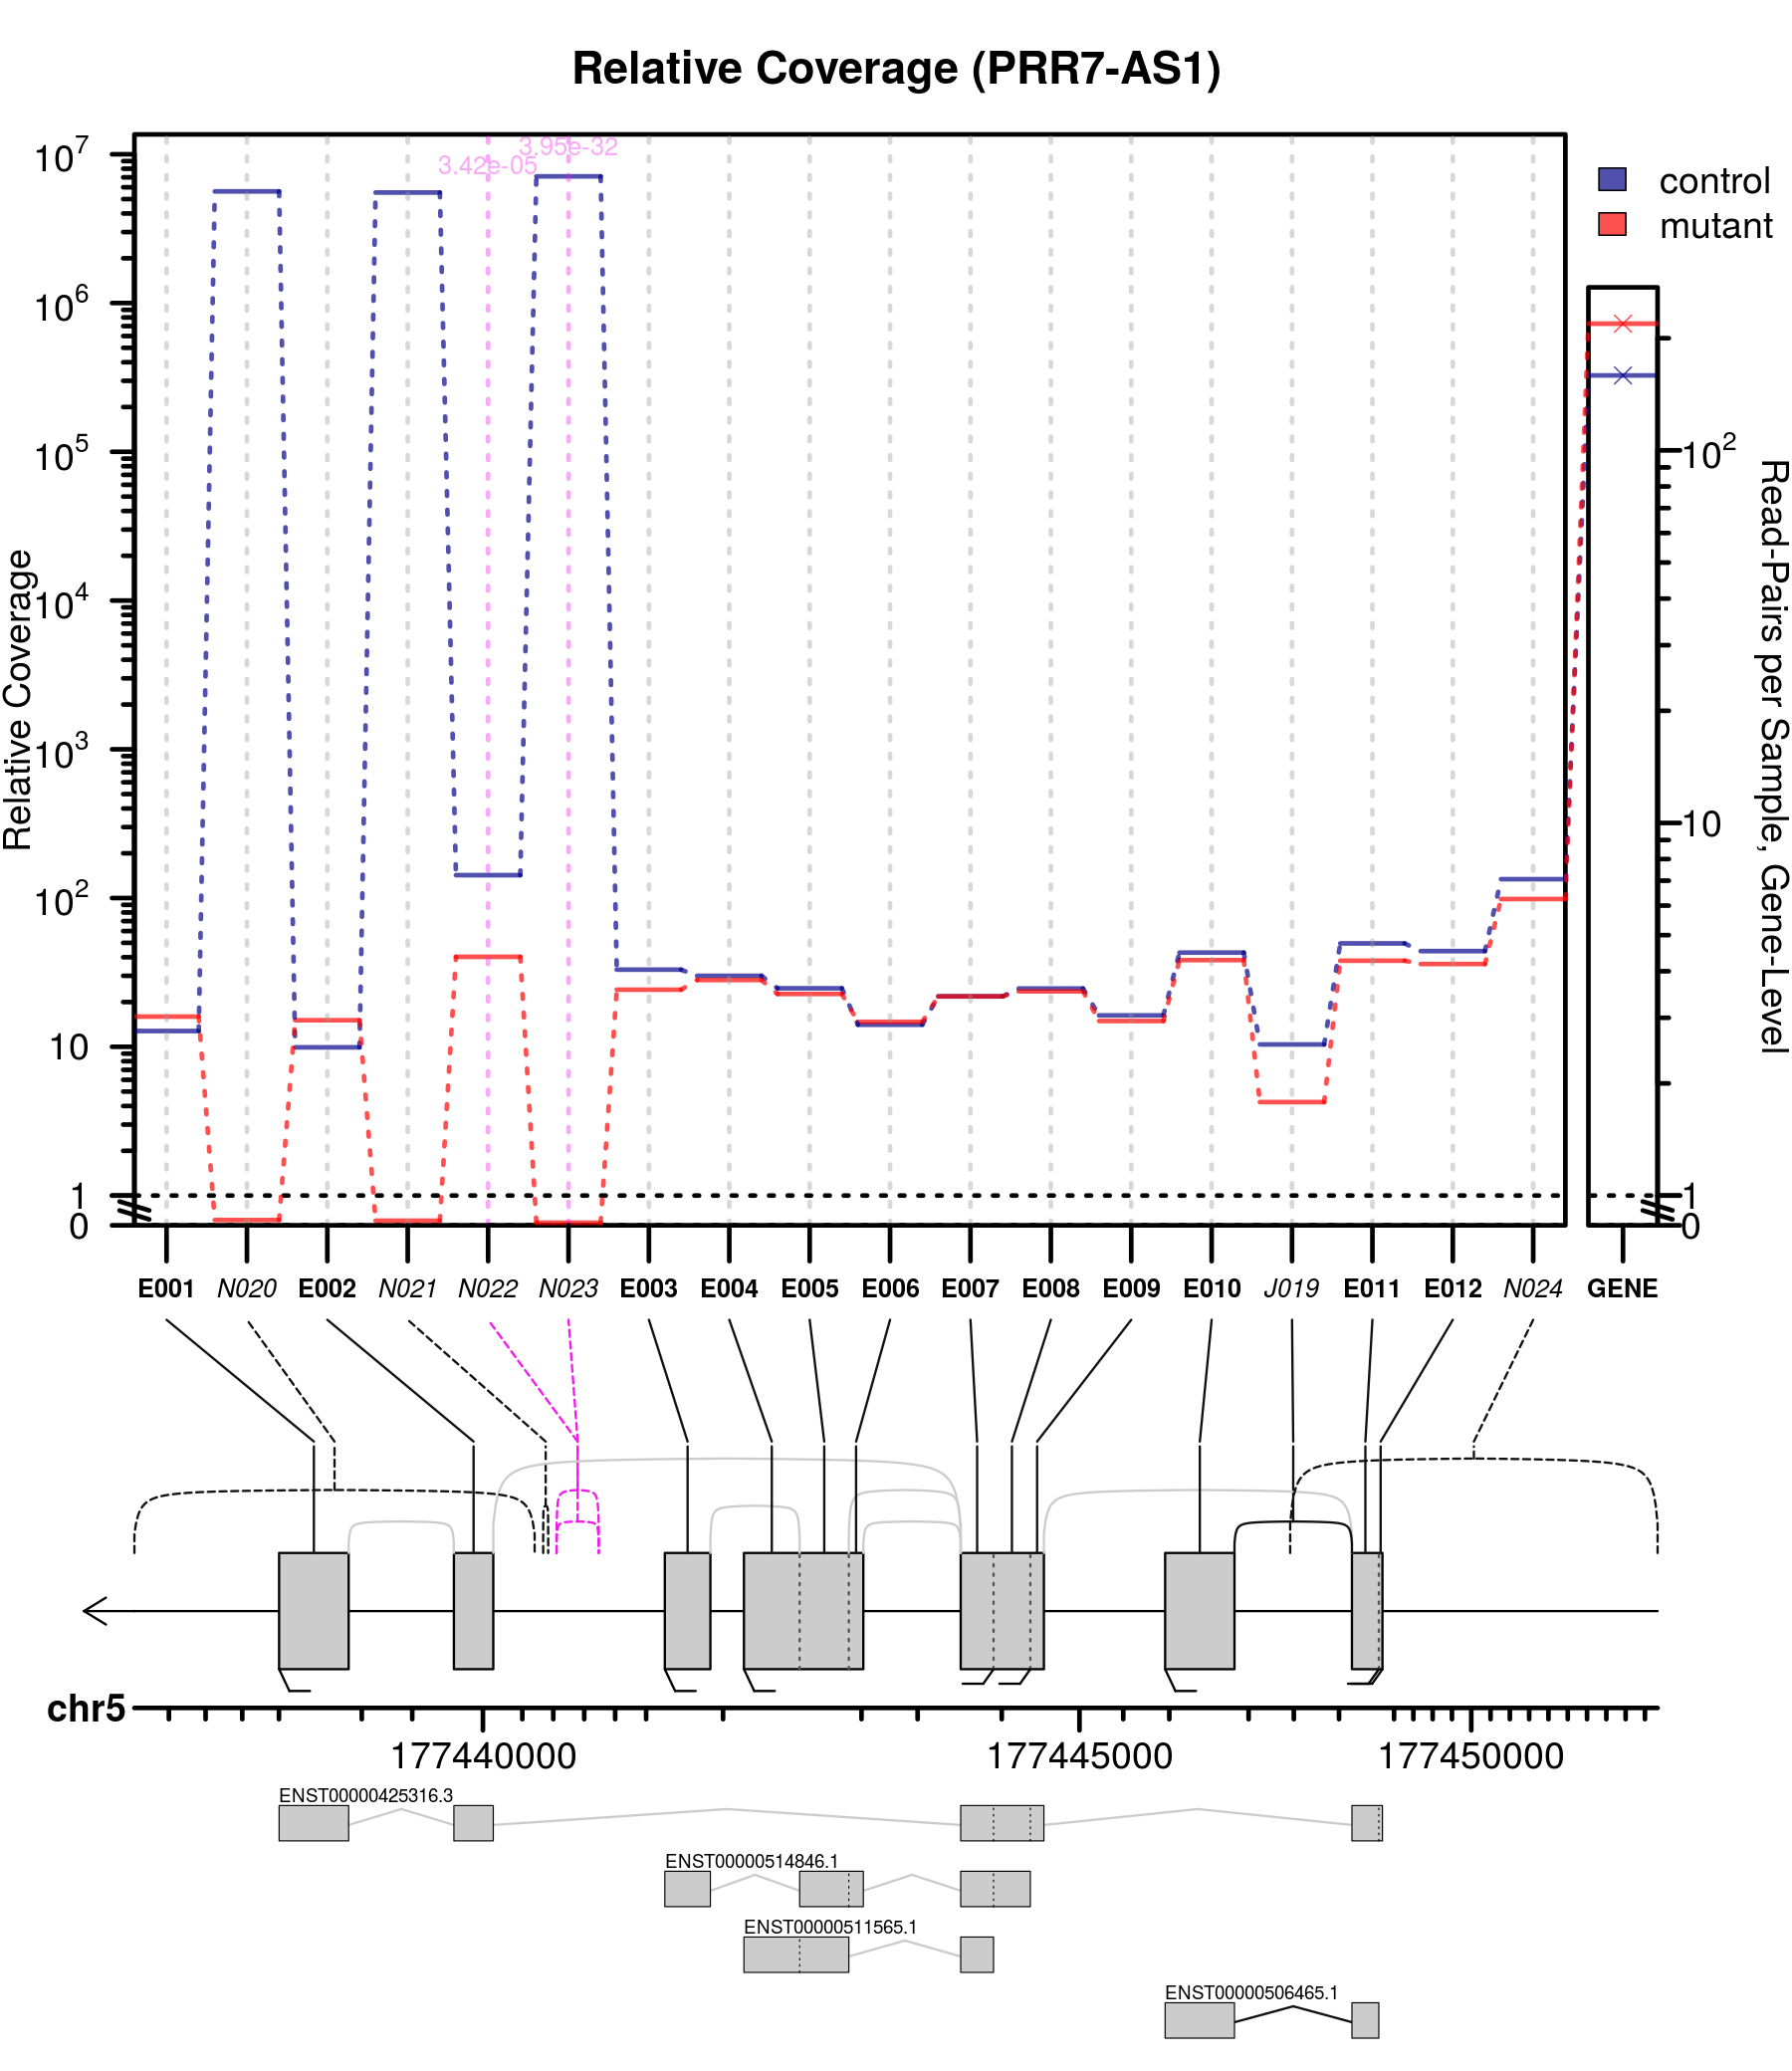 Relative Coverage (PRR7-AS1)
3.95e-32
3.42e-05
control
mutant
Relative Coverage
10^7
10^6
10^5
10^4
10^3
10^2
10
1
0
10^2
10
1
0
Read-Pairs per Sample, Gene-Level
E001 N020 E002 N021 N022 N023 E003 E004 E005 E006 E007 E008 E009 E010 J019 E011 E012 N024 GENE
chr5
177440000 177445000 177450000
ENST00000425316.3
ENST00000514846.1
ENST00000511565.1
ENST00000506465.1